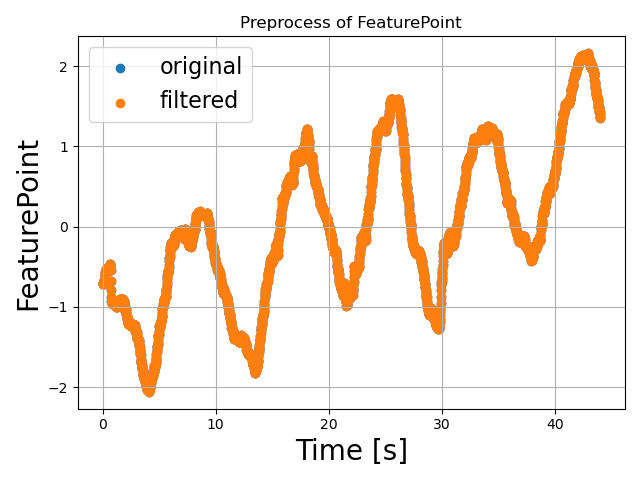 Preprocess of FeaturePoint
original
filtered
FeaturePoint
2
1
0
−1
−2
0 10 20 30 40
Time [s]